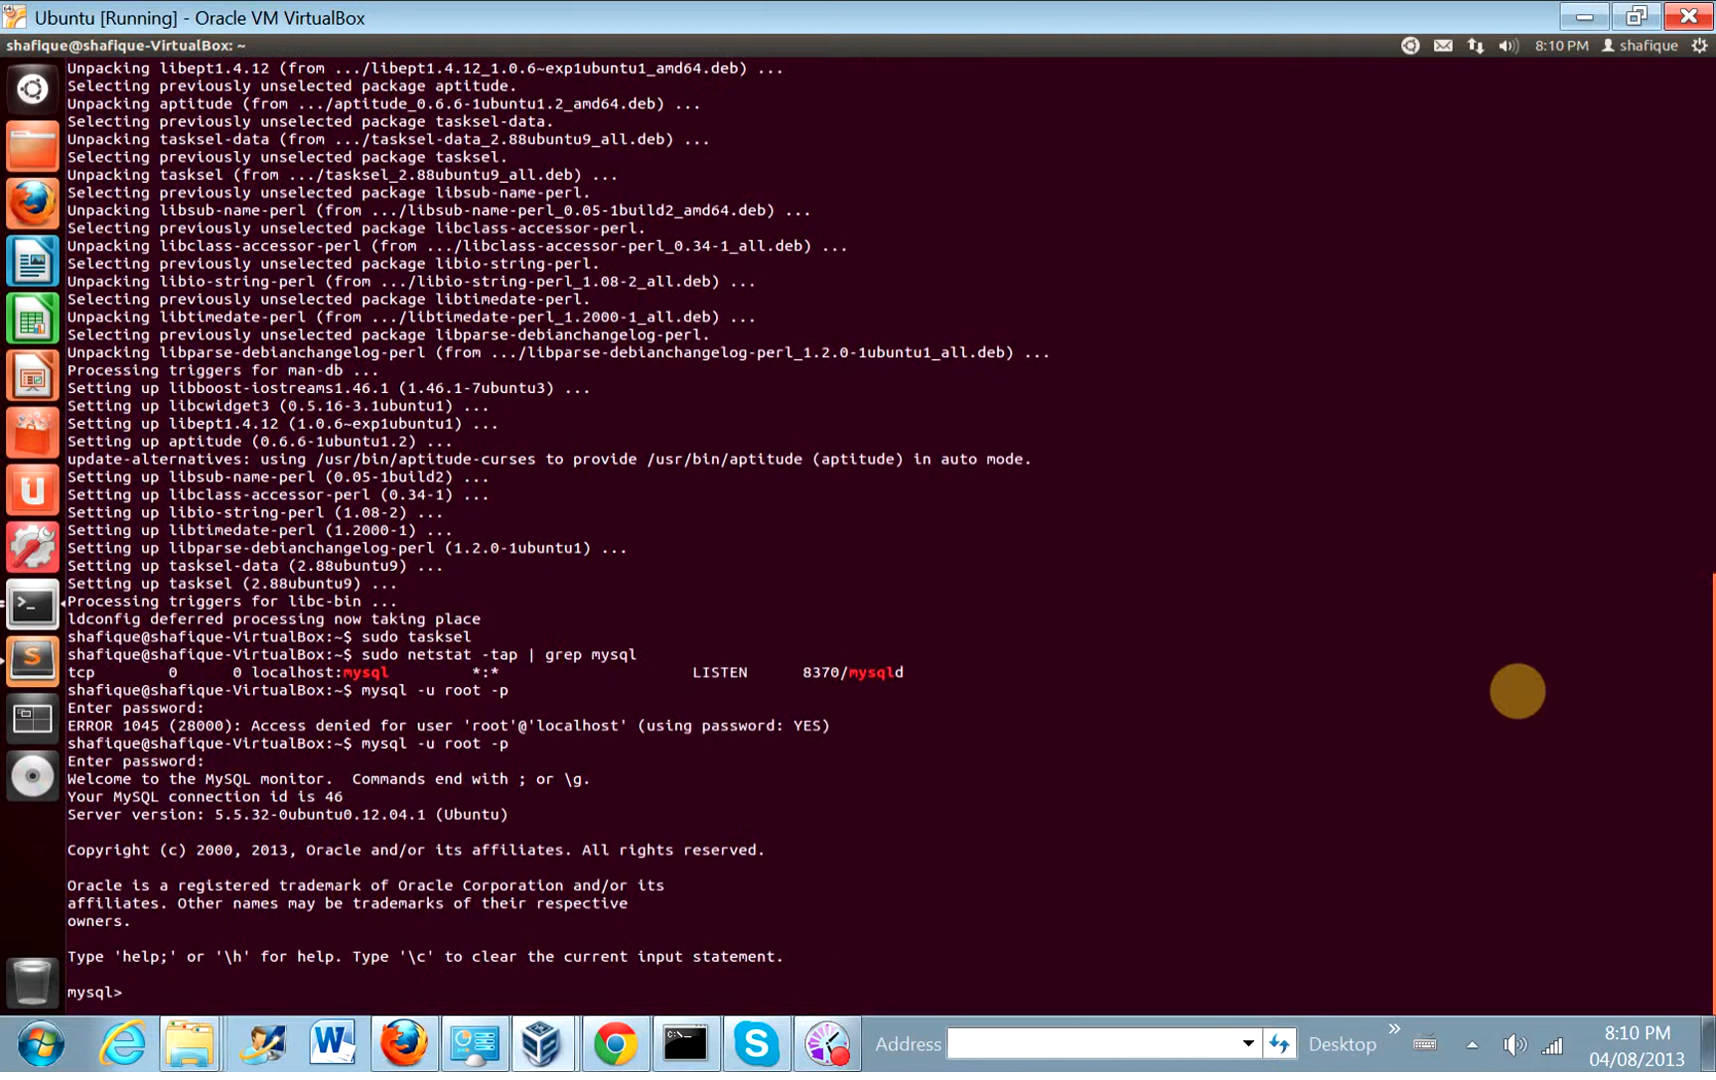 Ubuntu [Running] - Oracle VM VirtualBox
shafique@shafique-VirtualBox: ~
8:10 PM
shafique
Unpacking libept1.4.12 (from .../libept1.4.12_1.0.6~exp1ubuntu1_amd64.deb) ...
Selecting previously unselected package aptitude.
Unpacking aptitude (from .../aptitude_0.6.6-1ubuntu1.2_amd64.deb) ...
Selecting previously unselected package tasksel-data.
Unpacking tasksel-data (from .../tasksel-data_2.88ubuntu9_all.deb) ...
Selecting previously unselected package tasksel.
Unpacking tasksel (from .../tasksel_2.88ubuntu9_all.deb) ...
Selecting previously unselected package libsub-name-perl.
Unpacking libsub-name-perl (from .../libsub-name-perl_0.05-1build2_amd64.deb) ...
Selecting previously unselected package libclass-accessor-perl.
Unpacking libclass-accessor-perl (from .../libclass-accessor-perl_0.34-1_all.deb) ...
Selecting previously unselected package libio-string-perl.
Unpacking libio-string-perl (from .../libio-string-perl_1.08-2_all.deb) ...
Selecting previously unselected package libtimedate-perl.
Unpacking libtimedate-perl (from .../libtimedate-perl_1.2000-1_all.deb) ...
Selecting previously unselected package libparse-debianchangelog-perl.
Unpacking libparse-debianchangelog-perl (from .../libparse-debianchangelog-perl_1.2.0-1ubuntu1_all.deb) ...
Processing triggers for man-db ...
Setting up libboost-iostreams1.46.1 (1.46.1-7ubuntu3) ...
Setting up libcwidget3 (0.5.16-3.1ubuntu1) ...
Setting up libept1.4.12 (1.0.6~exp1ubuntu1) ...
Setting up aptitude (0.6.6-1ubuntu1.2) ...
update-alternatives: using /usr/bin/aptitude-curses to provide /usr/bin/aptitude (aptitude) in auto mode.
Setting up libsub-name-perl (0.05-1build2) ...
Setting up libclass-accessor-perl (0.34-1) ...
Setting up libio-string-perl (1.08-2) ...
Setting up libtimedate-perl (1.2000-1) ...
Setting up libparse-debianchangelog-perl (1.2.0-1ubuntu1) ...
Setting up tasksel-data (2.88ubuntu9) ...
Setting up tasksel (2.88ubuntu9) ...
Processing triggers for libc-bin ...
ldconfig deferred processing now taking place
shafique@shafique-VirtualBox:~$ sudo tasksel
shafique@shafique-VirtualBox:~$ sudo netstat -tap | grep mysql
tcp 0 0 localhost:mysql *:* LISTEN 8370/mysqld
shafique@shafique-VirtualBox:~$ mysql -u root -p
Enter password:
ERROR 1045 (28000): Access denied for user 'root'@'localhost' (using password: YES)
shafique@shafique-VirtualBox:~$ mysql -u root -p
Enter password:
Welcome to the MySQL monitor.  Commands end with ; or \g.
Your MySQL connection id is 46
Server version: 5.5.32-0ubuntu0.12.04.1 (Ubuntu)
Copyright (c) 2000, 2013, Oracle and/or its affiliates. All rights reserved.
Oracle is a registered trademark of Oracle Corporation and/or its
affiliates. Other names may be trademarks of their respective
owners.
Type 'help;' or '\h' for help. Type '\c' to clear the current input statement.
mysql>
Address
Desktop
8:10 PM
04/08/2013